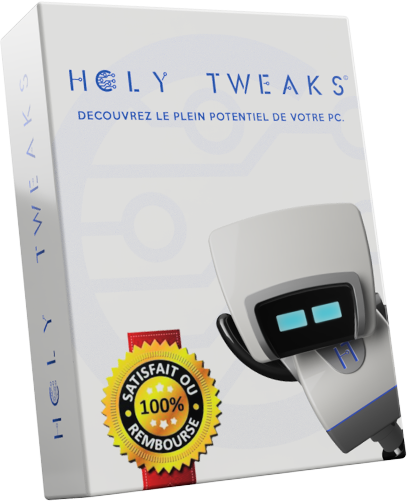 HOLY TWEAKS©
DECOUVREZ LE PLEIN POTENTIEL DE VOTRE PC.
HOLY TWEAKS
SATISFAIT OU
100%
REMBOURSE
H